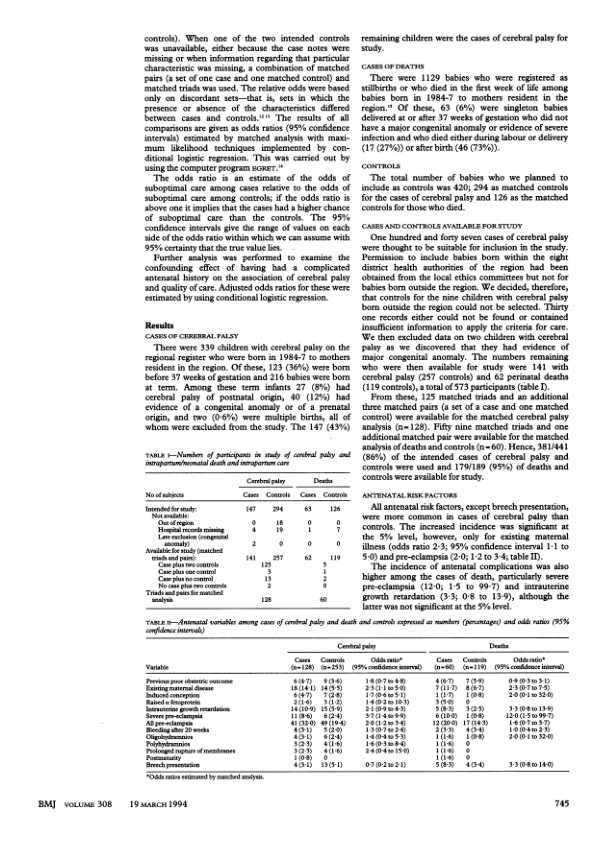 controls). When one of the two intended controls
was unavailable, either because the case notes were
missing or when information regarding that particular
characteristic was missing, a combination of matched
pairs (a set of one case and one matched control) and
matched triads was used. The relative odds were based
only on discordant sets—that is, sets in which the
presence or absence of the characteristics differed
between cases and controls.¹² ¹³ The results of all
comparisons are given as odds ratios (95% confidence
intervals) estimated by matched analysis with maxi-
mum likelihood techniques implemented by con-
ditional logistic regression. This was carried out by
using the computer program EGRET.¹⁴
The odds ratio is an estimate of the odds of
suboptimal care among cases relative to the odds of
suboptimal care among controls; if the odds ratio is
above one it implies that the cases had a higher chance
of suboptimal care than the controls. The 95%
confidence intervals give the range of values on each
side of the odds ratio within which we can assume with
95% certainty that the true value lies.
Further analysis was performed to examine the
confounding effect of having had a complicated
antenatal history on the association of cerebral palsy
and quality of care. Adjusted odds ratios for these were
estimated by using conditional logistic regression.
Results
CASES OF CEREBRAL PALSY
There were 339 children with cerebral palsy on the
regional register who were born in 1984-7 to mothers
resident in the region. Of these, 123 (36%) were born
before 37 weeks of gestation and 216 babies were born
at term. Among these term infants 27 (8%) had
cerebral palsy of postnatal origin, 40 (12%) had
evidence of a congenital anomaly or of a prenatal
origin, and two (0·6%) were multiple births, all of
whom were excluded from the study. The 147 (43%)
TABLE I—Numbers of participants in study of cerebral palsy and
intrapartum/neonatal death and intrapartum care
Cerebral palsy Deaths
No of subjects Cases Controls Cases Controls
Intended for study: 147 294 63 126
Not available:
Out of region 0 18 0 0
Hospital records missing 4 19 1 7
Late exclusion (congenital
anomaly) 2 0 0 0
Available for study (matched
triads and pairs): 141 257 62 119
Case plus two controls 125 5
Case plus one control 3 1
Case plus no control 13 2
No case plus two controls 2 0
Triads and pairs for matched
analysis 128 60
remaining children were the cases of cerebral palsy for
study.
CASES OF DEATHS
There were 1129 babies who were registered as
stillbirths or who died in the first week of life among
babies born in 1984-7 to mothers resident in the
region.¹⁵ Of these, 63 (6%) were singleton babies
delivered at or after 37 weeks of gestation who did not
have a major congenital anomaly or evidence of severe
infection and who died either during labour or delivery
(17 (27%)) or after birth (46 (73%)).
CONTROLS
The total number of babies who we planned to
include as controls was 420; 294 as matched controls
for the cases of cerebral palsy and 126 as the matched
controls for those who died.
CASES AND CONTROLS AVAILABLE FOR STUDY
One hundred and forty seven cases of cerebral palsy
were thought to be suitable for inclusion in the study.
Permission to include babies born within the eight
district health authorities of the region had been
obtained from the local ethics committees but not for
babies born outside the region. We decided, therefore,
that controls for the nine children with cerebral palsy
born outside the region could not be selected. Thirty
one records either could not be found or contained
insufficient information to apply the criteria for care.
We then excluded data on two children with cerebral
palsy as we discovered that they had evidence of
major congenital anomaly. The numbers remaining
who were then available for study were 141 with
cerebral palsy (257 controls) and 62 perinatal deaths
(119 controls), a total of 573 participants (table I).
From these, 125 matched triads and an additional
three matched pairs (a set of a case and one matched
control) were available for the matched cerebral palsy
analysis (n=128). Fifty nine matched triads and one
additional matched pair were available for the matched
analysis of deaths and controls (n=60). Hence, 381/441
(86%) of the intended cases of cerebral palsy and
controls were used and 179/189 (95%) of deaths and
controls were available for study.
ANTENATAL RISK FACTORS
All antenatal risk factors, except breech presentation,
were more common in cases of cerebral palsy than
controls. The increased incidence was significant at
the 5% level, however, only for existing maternal
illness (odds ratio 2·3; 95% confidence interval 1·1 to
5·0) and pre-eclampsia (2·0; 1·2 to 3·4; table II).
The incidence of antenatal complications was also
higher among the cases of death, particularly severe
pre-eclampsia (12·0; 1·5 to 99·7) and intrauterine
growth retardation (3·3; 0·8 to 13·9), although the
latter was not significant at the 5% level.
TABLE II—Antenatal variables among cases of cerebral palsy and death and controls expressed as numbers (percentages) and odds ratios (95%
confidence intervals)
Cerebral palsy Deaths
Cases Controls Odds ratio* Cases Controls Odds ratio*
Variable (n=128) (n=253) (95% confidence interval) (n=60) (n=119) (95% confidence interval)
Previous poor obstetric outcome 6 (4·7) 9 (3·6) 1·8 (0·7 to 4·8) 4 (6·7) 7 (5·9) 0·9 (0·3 to 3·1)
Existing maternal disease 18 (14·1) 14 (5·5) 2·3 (1·1 to 5·0) 7 (11·7) 8 (6·7) 2·3 (0·7 to 7·5)
Induced conception 6 (4·7) 7 (2·8) 1·7 (0·6 to 5·1) 1 (1·7) 1 (0·8) 2·0 (0·1 to 32·0)
Raised α fetoprotein 2 (1·6) 3 (1·2) 1·4 (0·2 to 10·3) 3 (5·0) 0
Intrauterine growth retardation 14 (10·9) 15 (5·9) 2·1 (0·9 to 4·3) 5 (8·3) 3 (2·5) 3·3 (0·8 to 13·9)
Severe pre-eclampsia 11 (8·6) 6 (2·4) 3·7 (1·4 to 9·9) 6 (10·0) 1 (0·8) 12·0 (1·5 to 99·7)
All pre-eclampsia 41 (32·0) 49 (19·4) 2·0 (1·2 to 3·4) 12 (20·0) 17 (14·3) 1·6 (0·7 to 3·7)
Bleeding after 20 weeks 4 (3·1) 5 (2·0) 1·3 (0·7 to 2·4) 2 (3·3) 4 (3·4) 1·0 (0·4 to 2·3)
Oligohydramnios 4 (3·1) 6 (2·4) 1·4 (0·4 to 5·3) 1 (1·6) 1 (0·8) 2·0 (0·1 to 32·0)
Polyhydramnios 3 (2·3) 4 (1·6) 1·6 (0·3 to 8·4) 1 (1·6) 0
Prolonged rupture of membranes 3 (2·3) 4 (1·6) 2·4 (0·4 to 15·0) 1 (1·6) 0
Postmaturity 1 (0·8) 0 1 (1·6) 0
Breech presentation 4 (3·1) 13 (5·1) 0·7 (0·2 to 2·1) 5 (8·3) 4 (3·4) 3·3 (0·8 to 14·0)
*Odds ratios estimated by matched analysis.
BMJ VOLUME 308 19 MARCH 1994 745